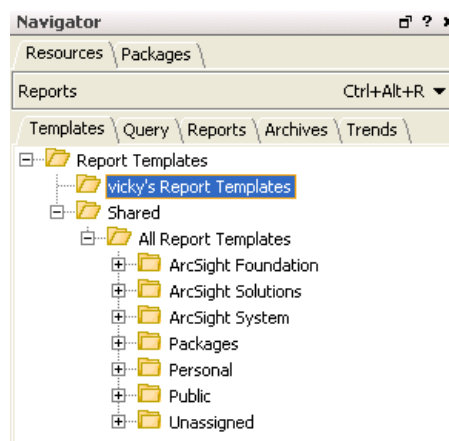 Navigator ?
Resources Packages
Reports Ctrl+Alt+R
Templates Query Reports Archives Trends
Report Templates
vicky's Report Templates
Shared
All Report Templates
ArcSight Foundation
ArcSight Solutions
ArcSight System
Packages
Personal
Public
Unassigned